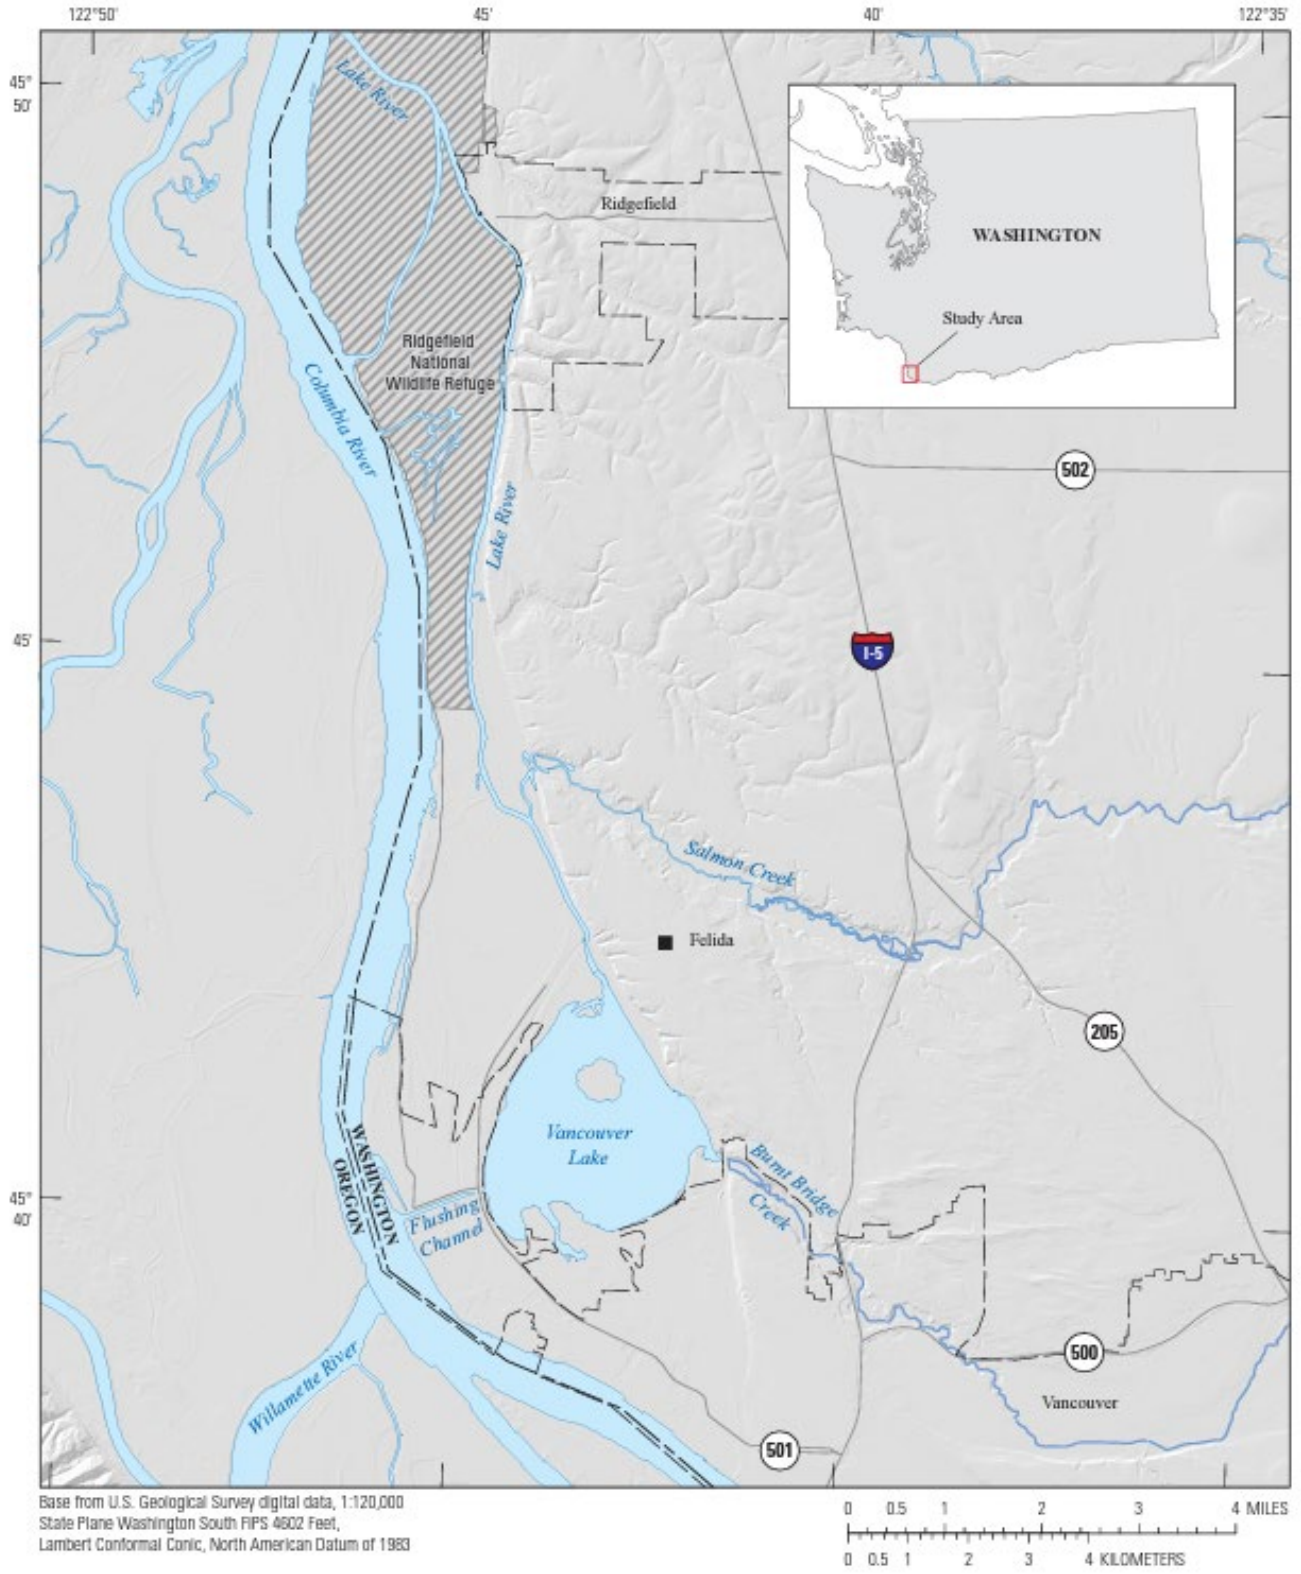 122°50'
45'
40'
122°35'
45°
50'
Lake River
Ridgefield
WASHINGTON
Study Area
Ridgefield
National
Wildlife Refuge
Columbia River
502
Lake River
45'
I-5
Salmon Creek
Felida
205
Vancouver
Lake
Burnt Bridge
Creek
WASHINGTON
OREGON
45°
40'
Flushing
Channel
Willamette River
500
Vancouver
501
Base from U.S. Geological Survey digital data, 1:120,000
State Plane Washington South FIPS 4602 Feet,
Lambert Conformal Conic, North American Datum of 1983
0 0.5 1 2 3 4 MILES
0 0.5 1 2 3 4 KILOMETERS